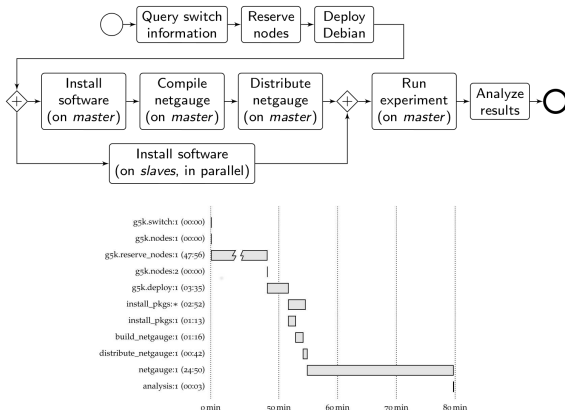 Query switch
information
Reserve
nodes
Deploy
Debian
Install
software
(on master)
Compile
netgauge
(on master)
Distribute
netgauge
(on master)
Run
experiment
(on master)
Analyze
results
Install software
(on slaves, in parallel)
g5k.switch:1 (00:00)
g5k.nodes:1 (00:00)
g5k.reserve_nodes:1 (47:56)
g5k.nodes:2 (00:00)
g5k.deploy:1 (03:35)
install_pkgs:* (02:52)
install_pkgs:1 (01:13)
build_netgauge:1 (01:16)
distribute_netgauge:1 (00:42)
netgauge:1 (24:50)
analysis:1 (00:03)
0 min 50 min 60 min 70 min 80 min